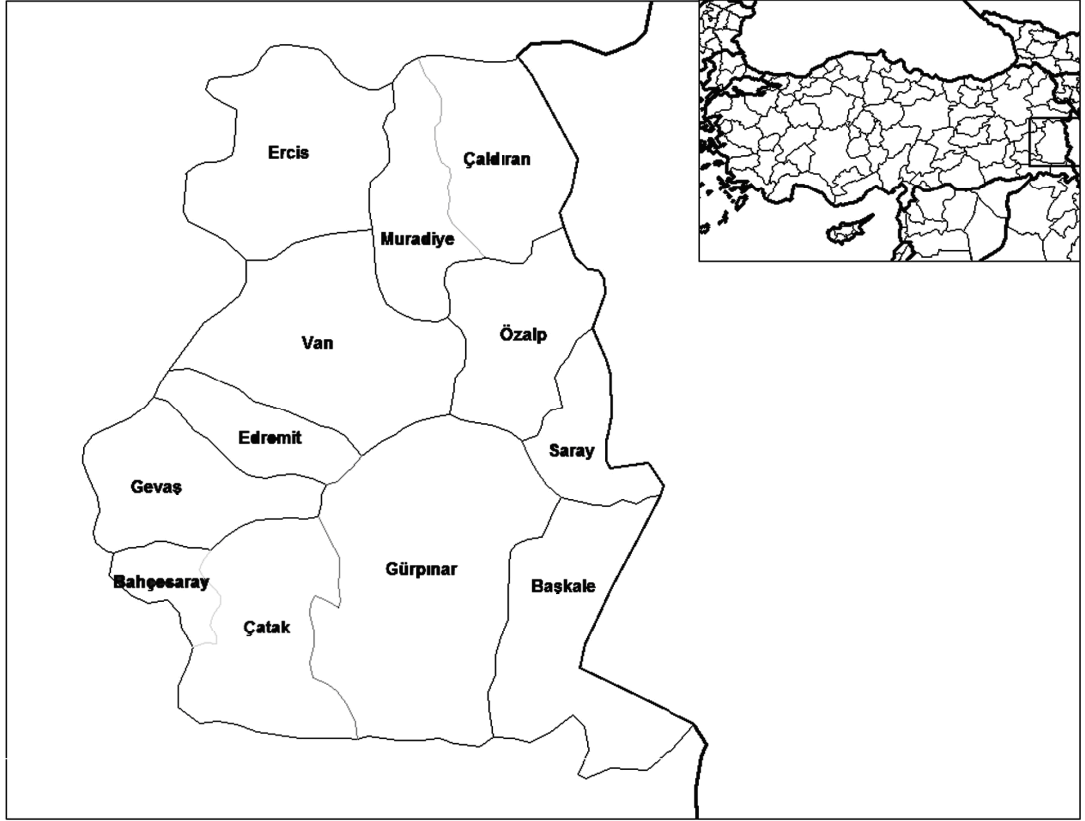 Ercis
Çaldıran
Muradiye
Özalp
Van
Edremit
Saray
Gevaş
Gürpınar
Bahçesaray
Başkale
Çatak